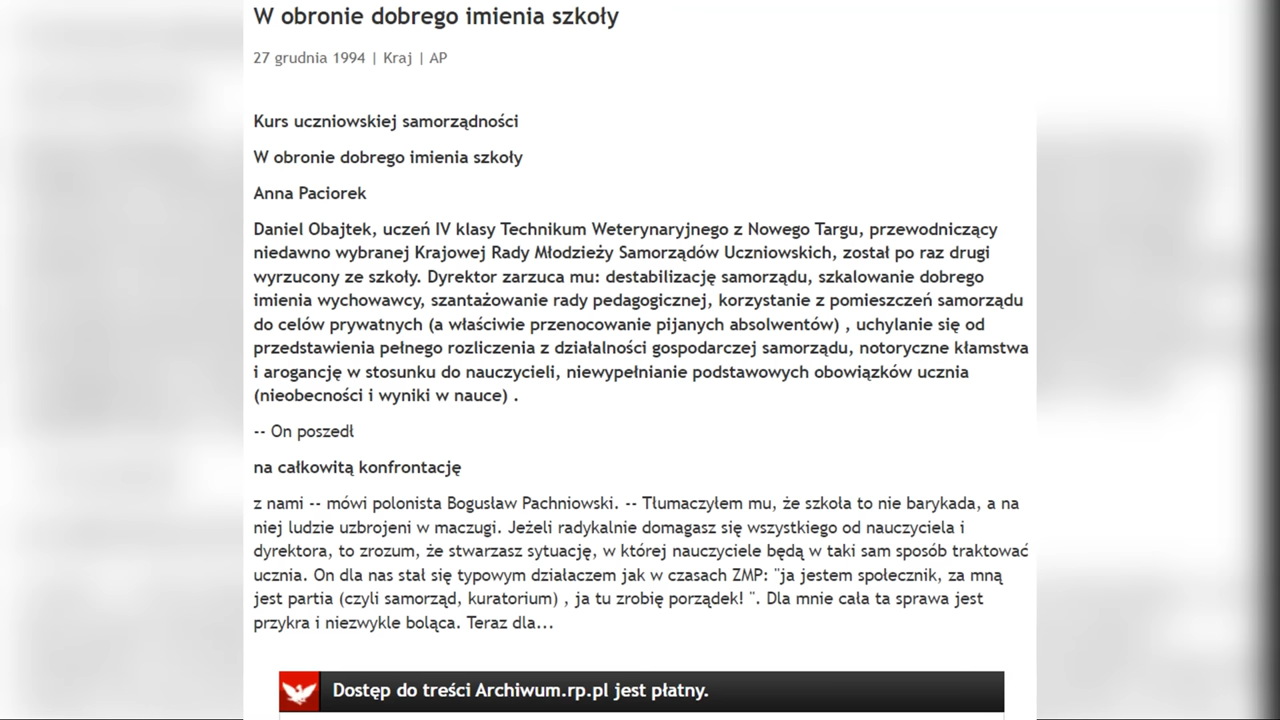 W obronie dobrego imienia szkoły
27 grudnia 1994 | Kraj | AP
Kurs uczniowskiej samorządności
W obronie dobrego imienia szkoły
Anna Paciorek
Daniel Obajtek, uczeń IV klasy Technikum Weterynaryjnego z Nowego Targu, przewodniczący
niedawno wybranej Krajowej Rady Młodzieży Samorządów Uczniowskich, został po raz drugi
wyrzucony ze szkoły. Dyrektor zarzuca mu: destabilizację samorządu, szkalowanie dobrego
imienia wychowawcy, szantażowanie rady pedagogicznej, korzystanie z pomieszczeń samorządu
do celów prywatnych (a właściwie przenocowanie pijanych absolwentów) , uchylanie się od
przedstawienia pełnego rozliczenia z działalności gospodarczej samorządu, notoryczne kłamstwa
i arogancję w stosunku do nauczycieli, niewypełnianie podstawowych obowiązków ucznia
(nieobecności i wyniki w nauce) .
-- On poszedł
na całkowitą konfrontację
z nami -- mówi polonista Bogusław Pachniowski. -- Tłumaczyłem mu, że szkoła to nie barykada, a na
niej ludzie uzbrojeni w maczugi. Jeżeli radykalnie domagasz się wszystkiego od nauczyciela i
dyrektora, to zrozum, że stwarzasz sytuację, w której nauczyciele będą w taki sam sposób traktować
ucznia. On dla nas stał się typowym działaczem jak w czasach ZMP: "ja jestem społecznik, za mną
jest partia (czyli samorząd, kuratorium) , ja tu zrobię porządek! ". Dla mnie cała ta sprawa jest
przykra i niezwykle boląca. Teraz dla...
Dostęp do treści Archiwum.rp.pl jest płatny.